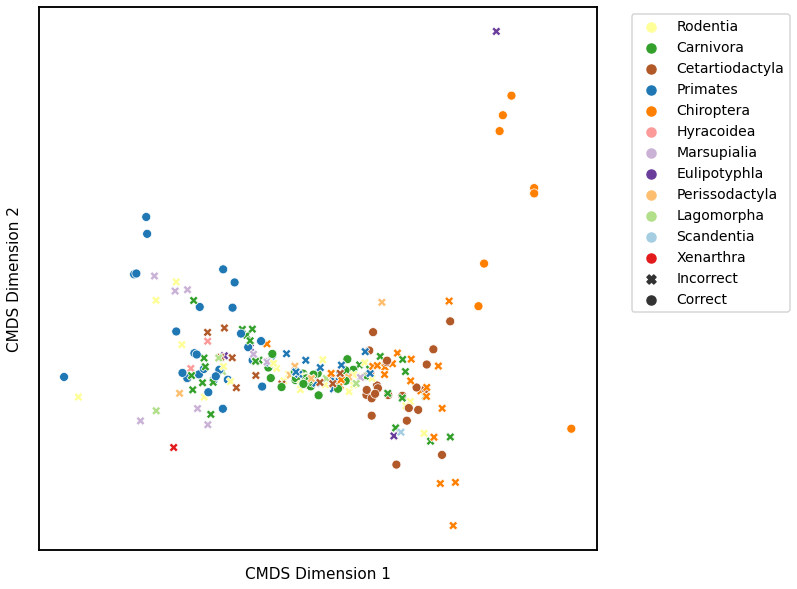 Rodentia
Carnivora
Cetartiodactyla
Primates
Chiroptera
Hyracoidea
Marsupialia
Eulipotyphla
Perissodactyla
Lagomorpha
Scandentia
Xenarthra
Incorrect
Correct
CMDS Dimension 2
CMDS Dimension 1